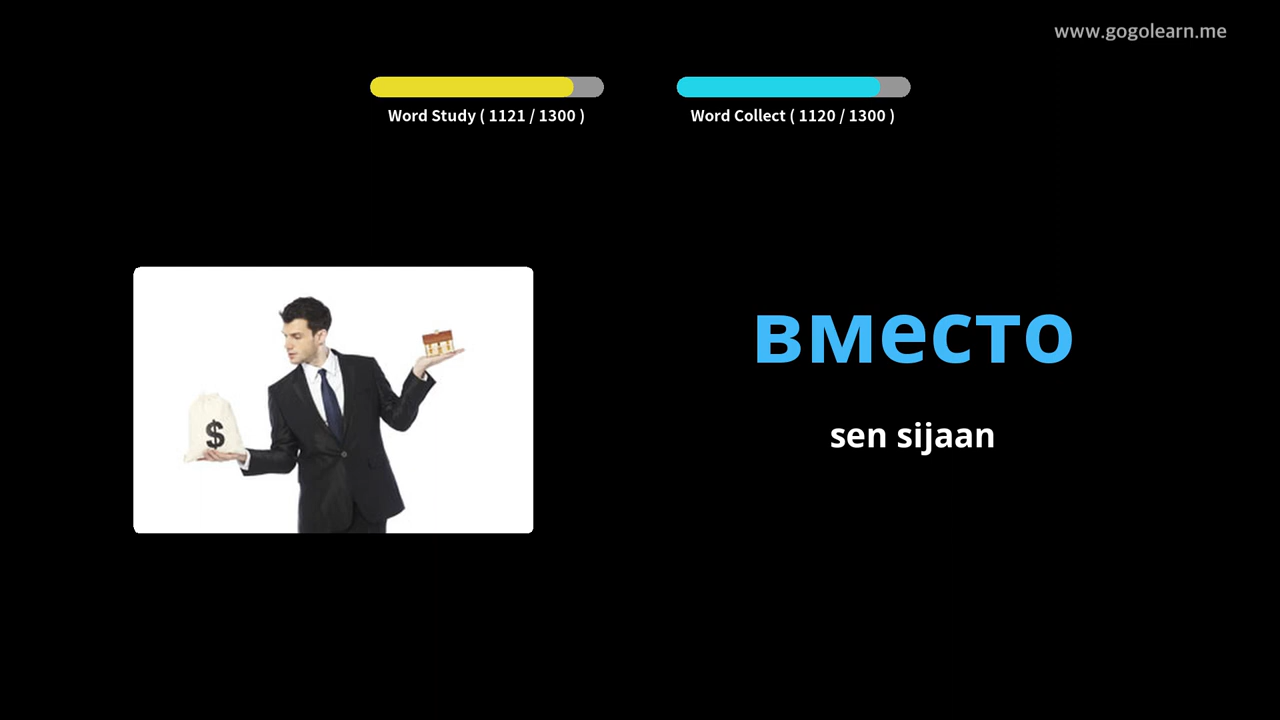 www.gogolearn.me
Word Study ( 1121 / 1300 )
Word Collect ( 1120 / 1300 )
вместо
sen sijaan
$